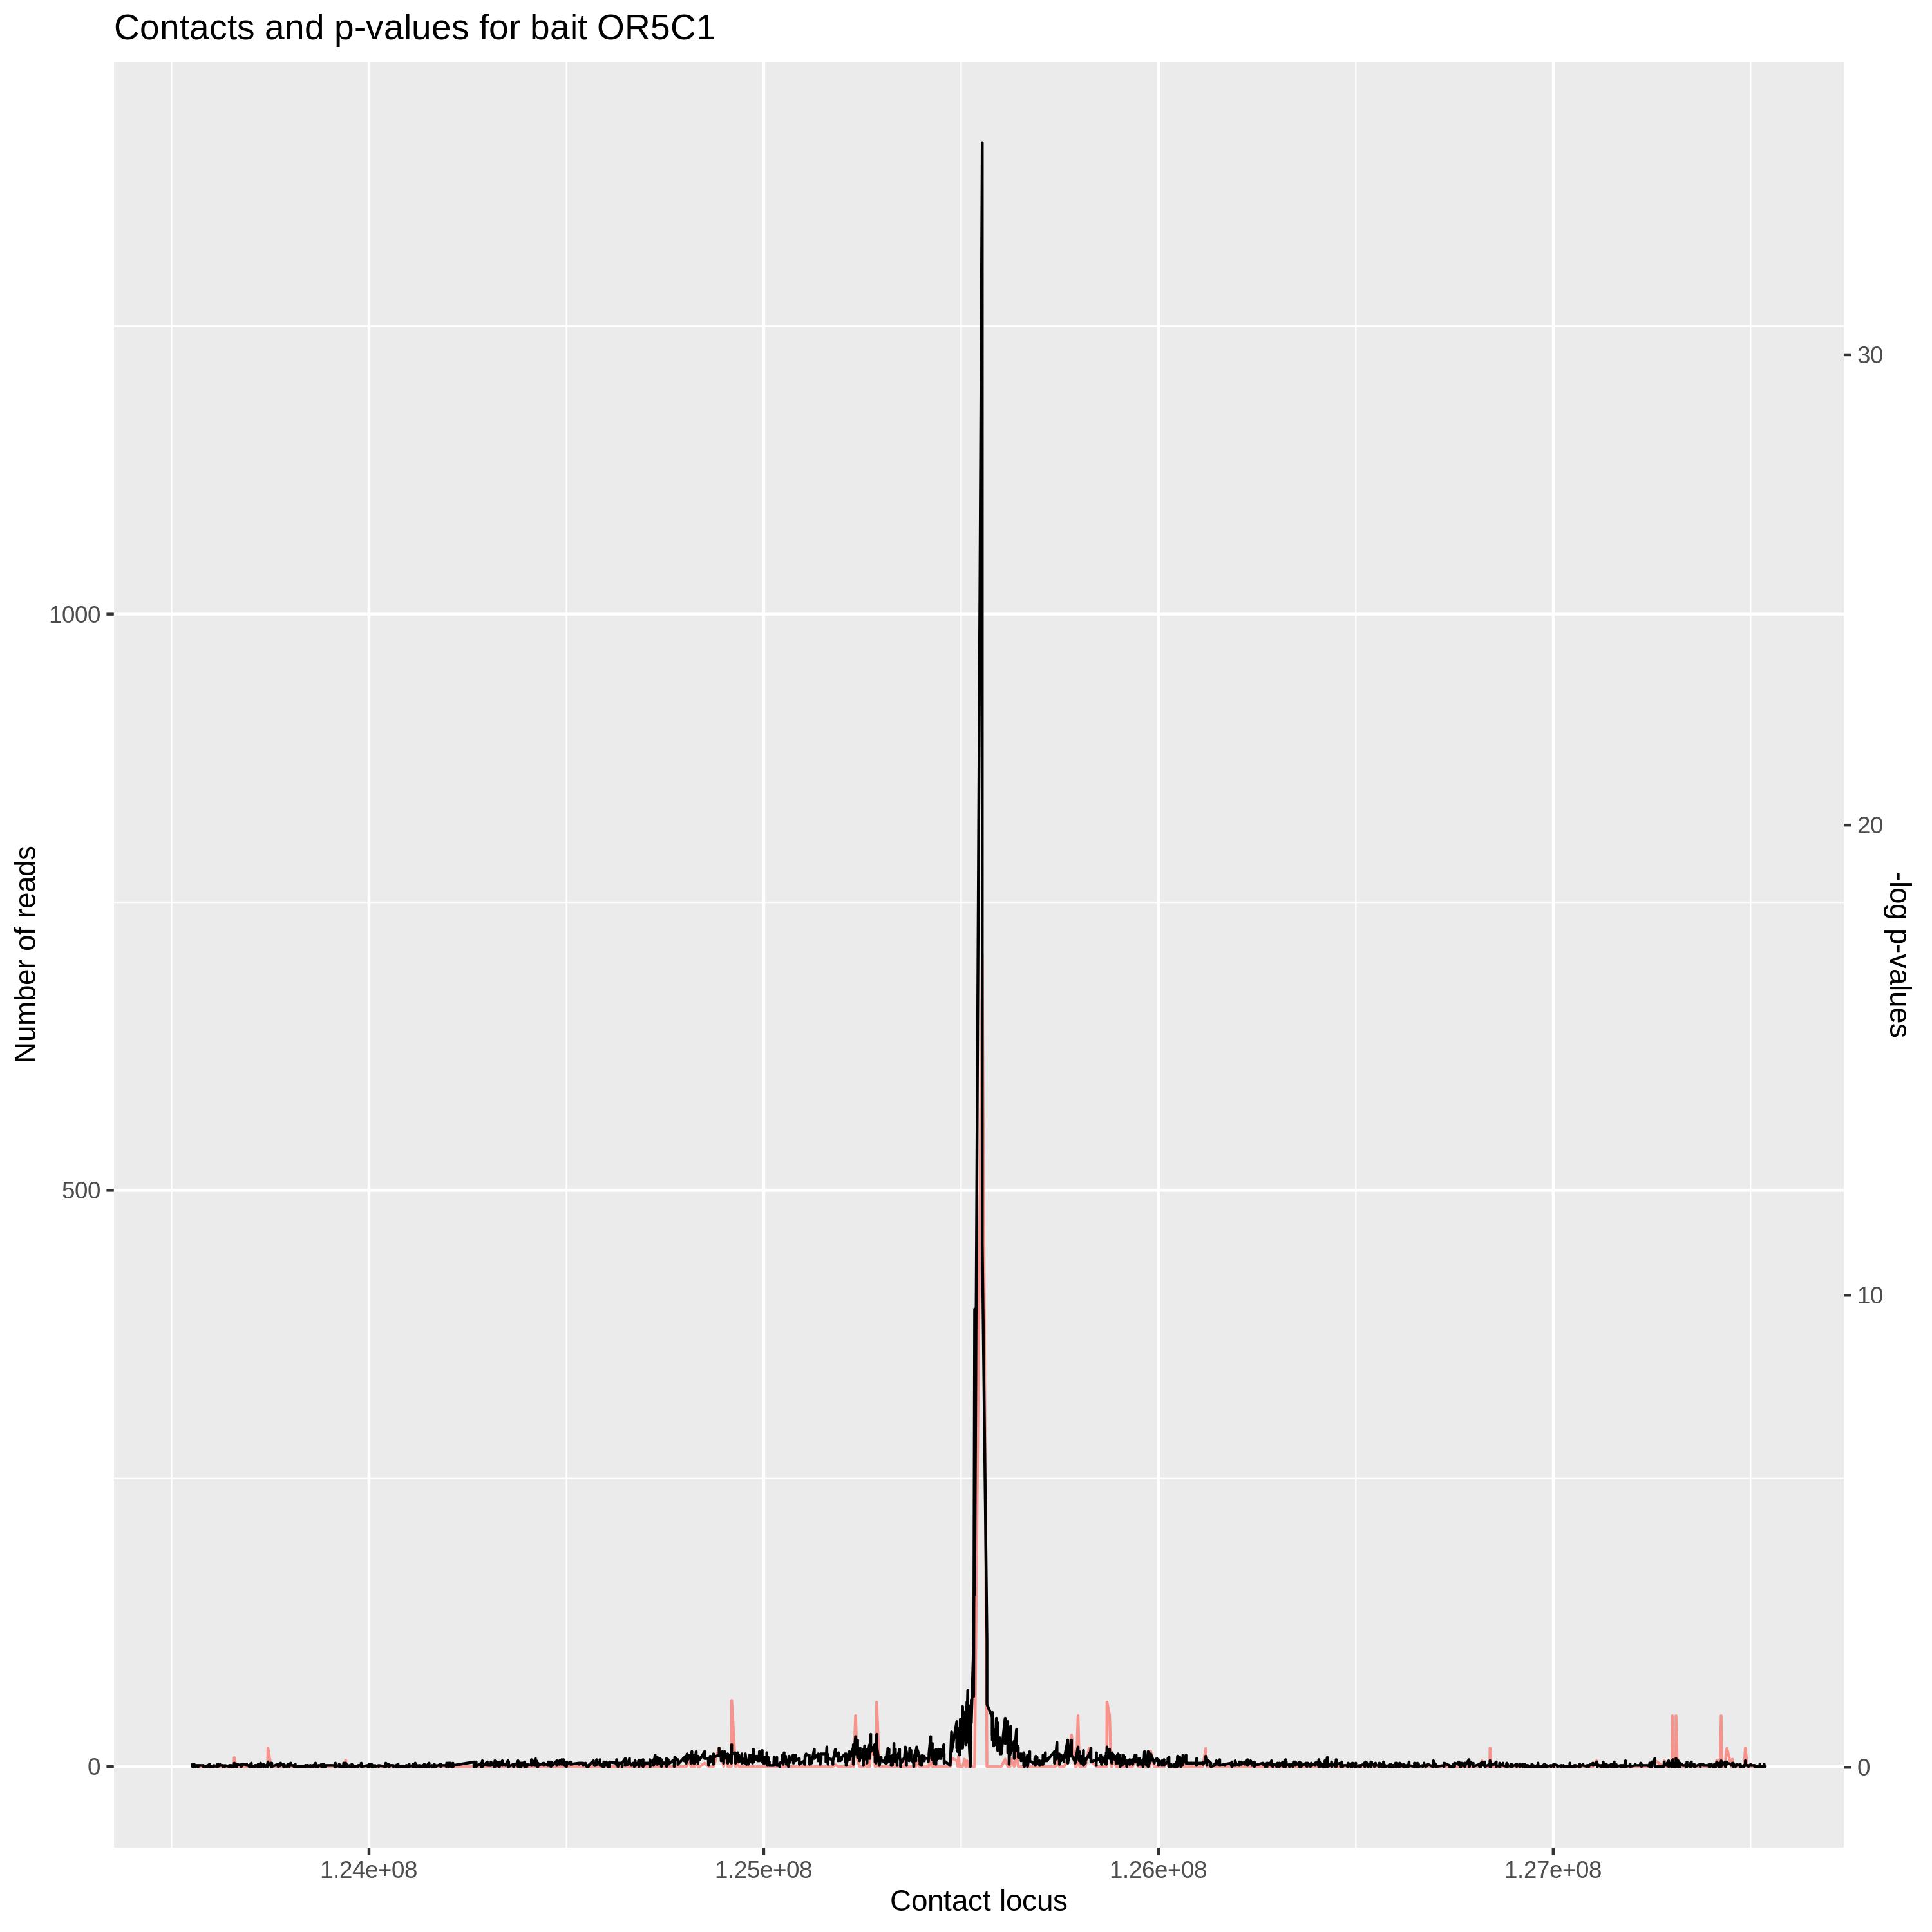 Contacts and p-values for bait OR5C1
Number of reads
1000
500
0
30
20
10
0
-log p-values
1.24e+08
1.25e+08
1.26e+08
1.27e+08
Contact locus